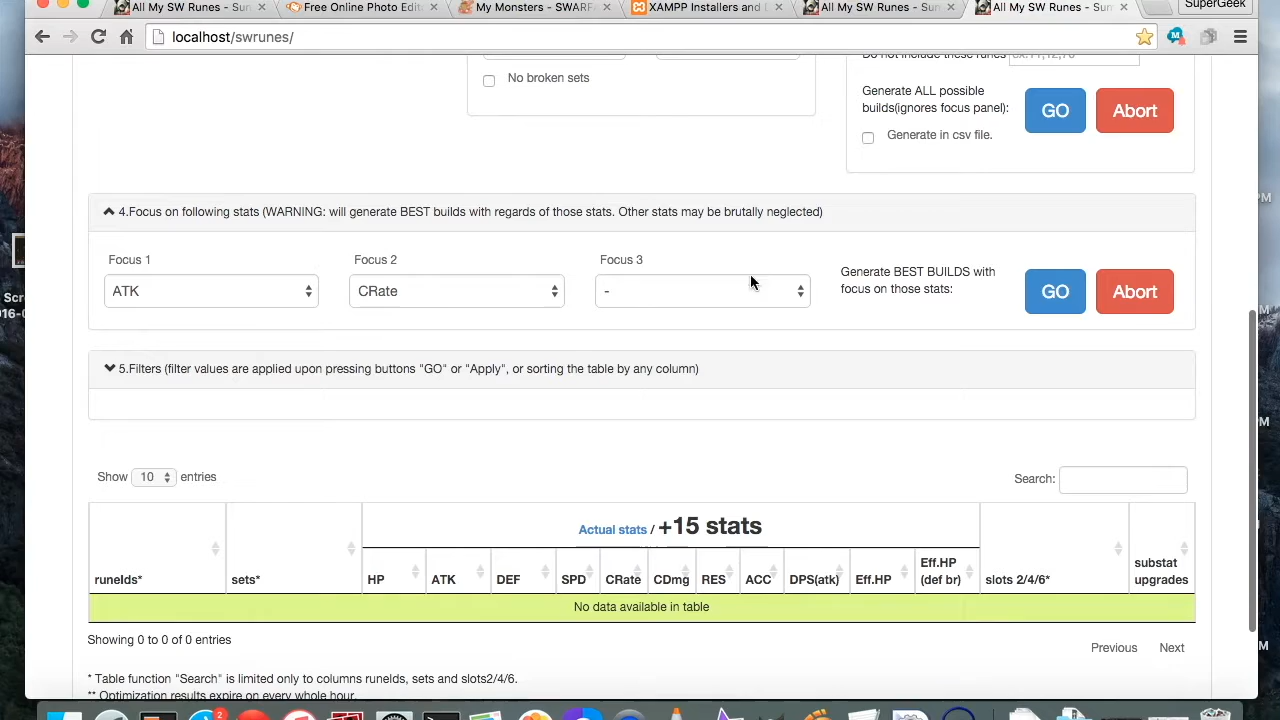 All My SW Runes - Sun
Free Online Photo Edito
My Monsters - SWARF
XAMPP Installers and D
All My SW Runes - Sun
All My SW Runes - Sum
SuperGeek
localhost/swrunes/
No broken sets
Do not include these runes
Generate ALL possible
builds(ignores focus panel):
GO
Abort
Generate in csv file.
4.Focus on following stats (WARNING: will generate BEST builds with regards of those stats. Other stats may be brutally neglected)
Focus 1
Focus 2
Focus 3
ATK
CRate
-
Generate BEST BUILDS with
focus on those stats:
GO
Abort
5.Filters (filter values are applied upon pressing buttons "GO" or "Apply", or sorting the table by any column)
Show 10 entries
Search:
Actual stats / +15 stats
runeIds*
sets*
HP
ATK
DEF
SPD
CRate
CDmg
RES
ACC
DPS(atk)
Eff.HP
Eff.HP
(def br)
slots 2/4/6*
substat
upgrades
No data available in table
Showing 0 to 0 of 0 entries
Previous
Next
* Table function "Search" is limited only to columns runeIds, sets and slots2/4/6.
** Optimization results expire on every whole hour.
Scre
2
PM
PM